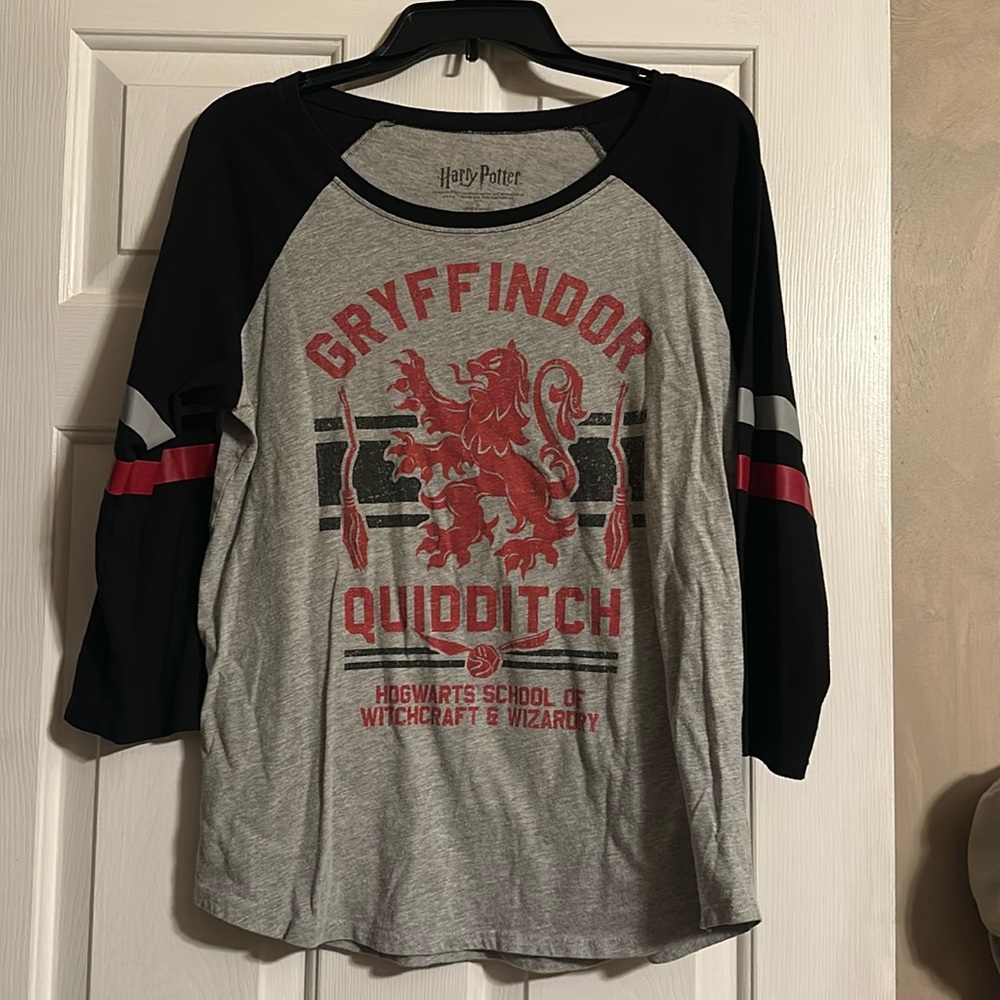 Harry Potter
GRYFFINDOR
QUIDDITCH
HOGWARTS SCHOOL OF
WITCHCRAFT & WIZARDRY